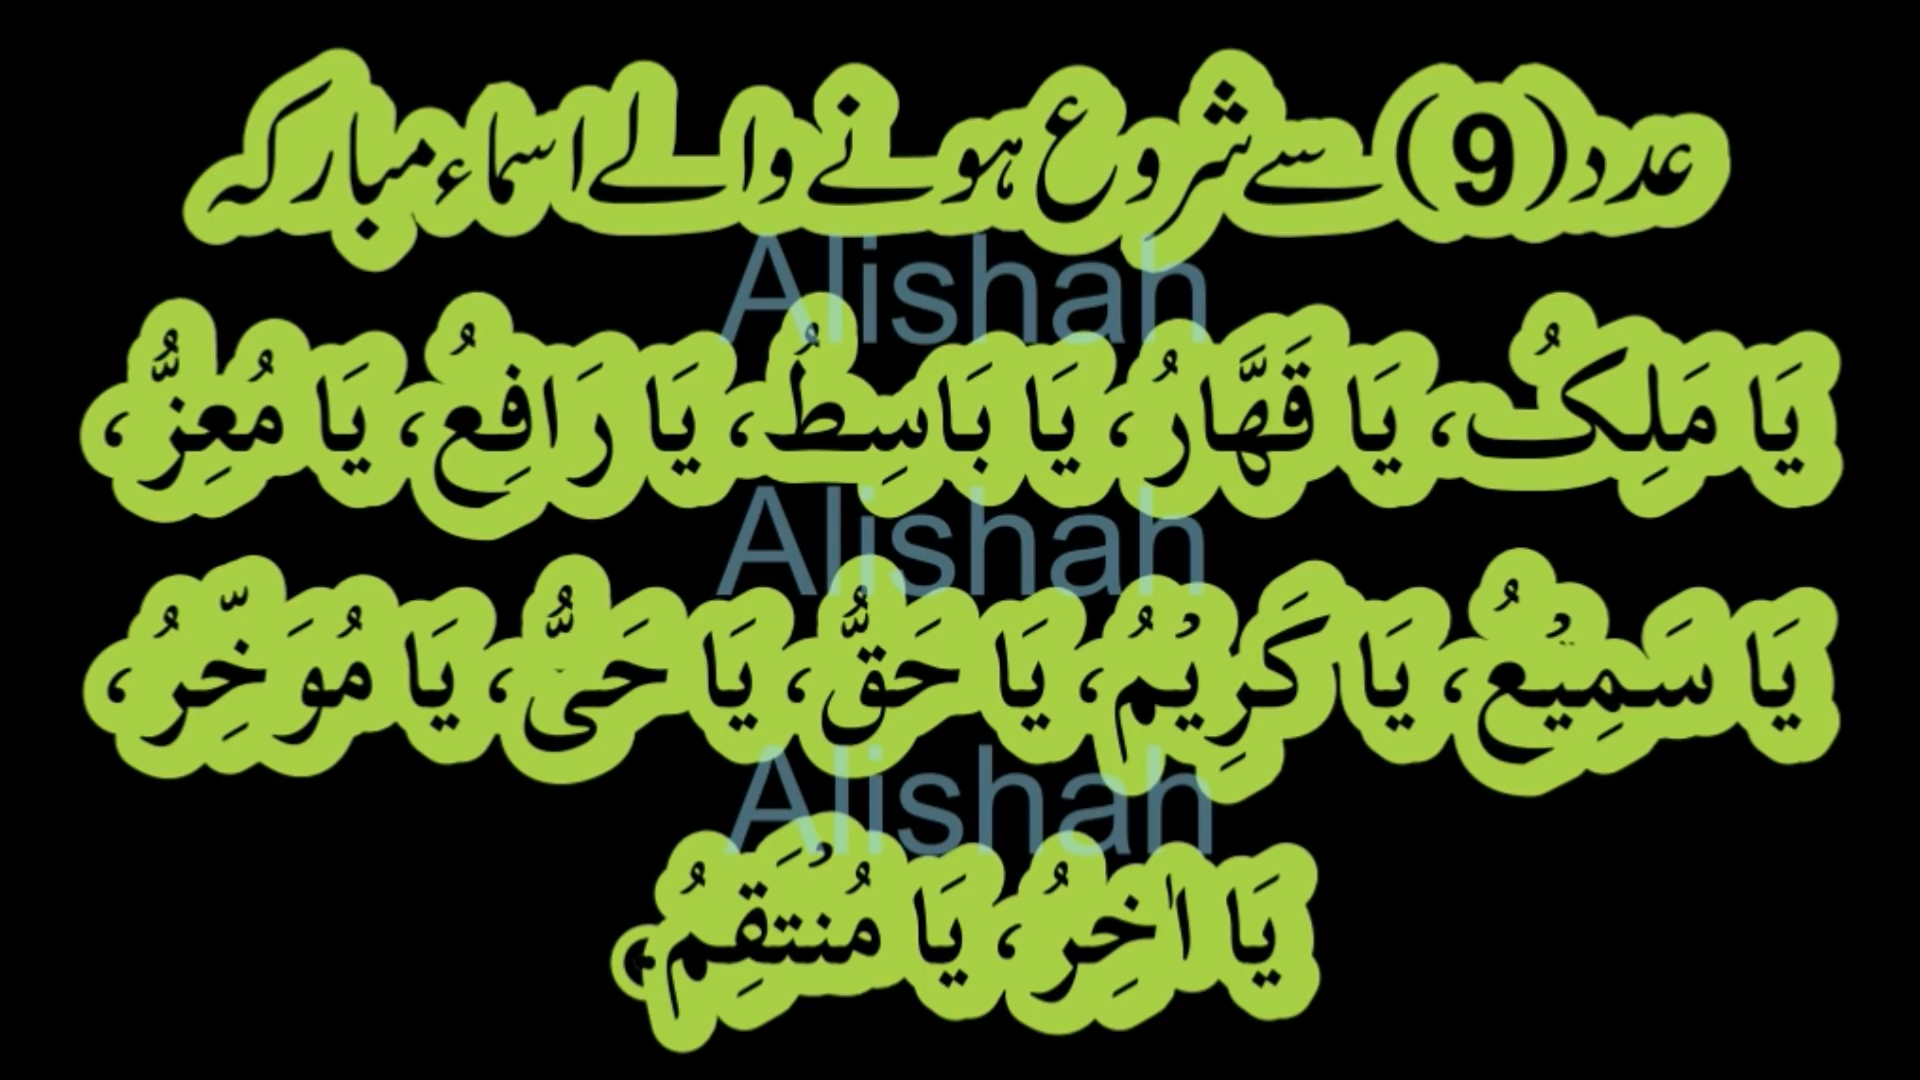 عدد(9)سے شروع ہونے والے اسماء مبارکہ
Alishah
يَا مَلِکُ، يَا قَهَّارُ، يَا بَاسِطُ، يَا رَافِعُ، يَا مُعِزُّ،
Alishah
يَا سَمِيْعُ، يَا كَرِيْمُ، يَا حَقُّ، يَا حَىُّ، يَا مُوَخِّرُ،
Alishah
يَا اٰخِرُ، يَا مُنْتَقِمُ۔